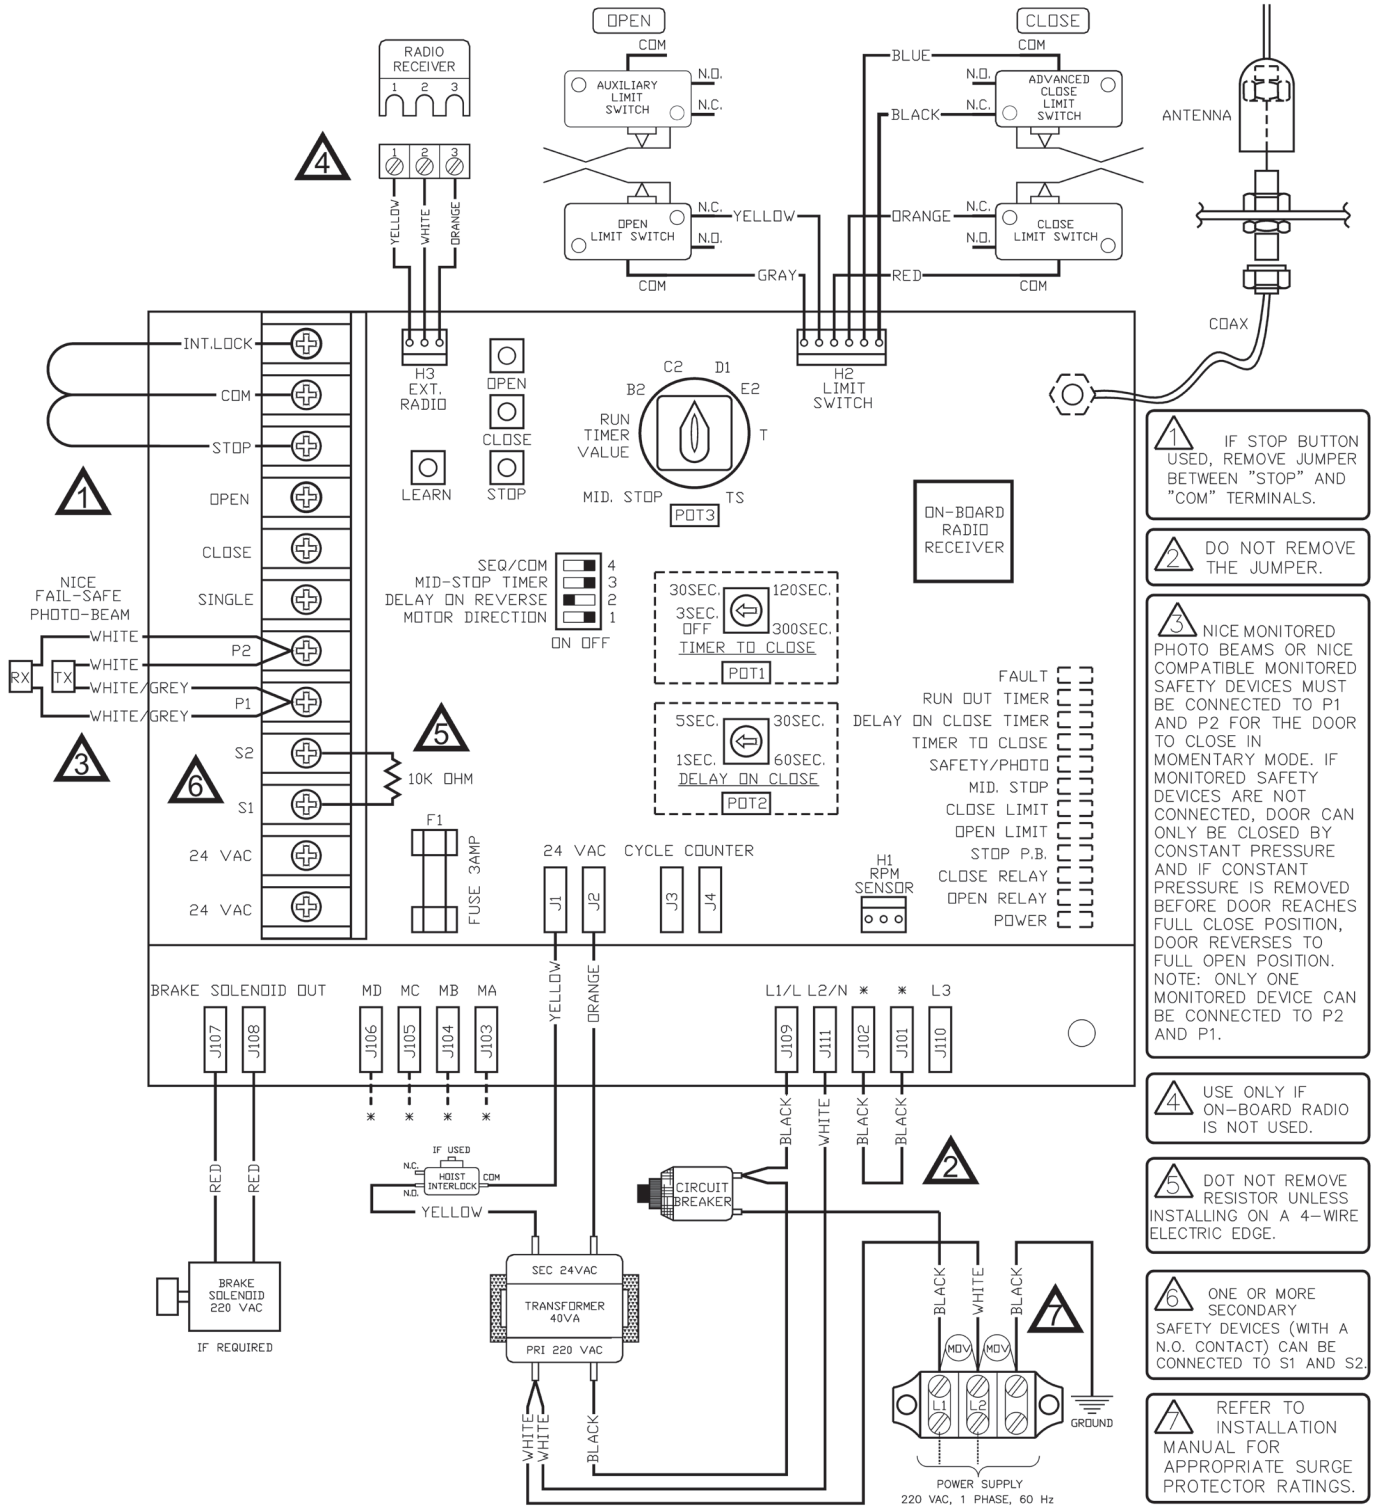 OPEN
CLOSE
RADIO
RECEIVER
1 2 3
4
1 2 3
YELLOW
WHITE
ORANGE
COM
AUXILIARY
LIMIT
SWITCH
N.O.
N.C.
OPEN
LIMIT SWITCH
N.C.
N.O.
COM
YELLOW
GRAY
BLUE
BLACK
ORANGE
RED
COM
N.O.
N.C.
ADVANCED
CLOSE
LIMIT
SWITCH
N.C.
N.O.
CLOSE
LIMIT SWITCH
COM
ANTENNA
COAX
INT.LOCK
COM
STOP
OPEN
CLOSE
SINGLE
P2
P1
S2
S1
24 VAC
24 VAC
1
NICE
FAIL-SAFE
PHOTO-BEAM
WHITE
WHITE
WHITE/GREY
WHITE/GREY
RX
TX
3
6
5
10K OHM
F1
FUSE 3AMP
H3
EXT.
RADIO
OPEN
CLOSE
STOP
LEARN
H2
LIMIT
SWITCH
C2 D1
B2 E2
RUN
TIMER
VALUE
T
MID. STOP
TS
POT3
ON-BOARD
RADIO
RECEIVER
SEQ/COM 4
MID-STOP TIMER 3
DELAY ON REVERSE 2
MOTOR DIRECTION 1
ON OFF
30SEC. 120SEC.
3SEC.
OFF 300SEC.
TIMER TO CLOSE
POT1
5SEC. 30SEC.
1SEC. 60SEC.
DELAY ON CLOSE
POT2
FAULT
RUN OUT TIMER
DELAY ON CLOSE TIMER
TIMER TO CLOSE
SAFETY/PHOTO
MID. STOP
CLOSE LIMIT
OPEN LIMIT
STOP P.B.
CLOSE RELAY
OPEN RELAY
POWER
24 VAC
CYCLE COUNTER
J1
J2
J3
J4
H1
RPM
SENSOR
YELLOW
ORANGE
BRAKE SOLENOID OUT
J107
J108
MD MC MB MA
J106
J105
J104
J103
* * * *
L1/L L2/N * * L3
J109
J111
J102
J101
J110
BLACK
WHITE
BLACK
BLACK
2
RED
RED
BRAKE
SOLENOID
220 VAC
IF REQUIRED
IF USED
N.C.
HOIST
INTERLOCK
COM
N.O.
YELLOW
SEC 24VAC
TRANSFORMER
40VA
PRI 220 VAC
WHITE
WHITE
BLACK
CIRCUIT
BREAKER
BLACK
WHITE
BLACK
7
MOV
MOV
L1
L2
GROUND
POWER SUPPLY
220 VAC, 1 PHASE, 60 Hz
1 IF STOP BUTTON
USED, REMOVE JUMPER
BETWEEN "STOP" AND
"COM" TERMINALS.
2 DO NOT REMOVE
THE JUMPER.
3 NICE MONITORED
PHOTO BEAMS OR NICE
COMPATIBLE MONITORED
SAFETY DEVICES MUST
BE CONNECTED TO P1
AND P2 FOR THE DOOR
TO CLOSE IN
MOMENTARY MODE. IF
MONITORED SAFETY
DEVICES ARE NOT
CONNECTED, DOOR CAN
ONLY BE CLOSED BY
CONSTANT PRESSURE
AND IF CONSTANT
PRESSURE IS REMOVED
BEFORE DOOR REACHES
FULL CLOSE POSITION,
DOOR REVERSES TO
FULL OPEN POSITION.
NOTE: ONLY ONE
MONITORED DEVICE CAN
BE CONNECTED TO P2
AND P1.
4 USE ONLY IF
ON-BOARD RADIO
IS NOT USED.
5 DOT NOT REMOVE
RESISTOR UNLESS
INSTALLING ON A 4-WIRE
ELECTRIC EDGE.
6 ONE OR MORE
SECONDARY
SAFETY DEVICES (WITH A
N.O. CONTACT) CAN BE
CONNECTED TO S1 AND S2.
7 REFER TO
INSTALLATION
MANUAL FOR
APPROPRIATE SURGE
PROTECTOR RATINGS.